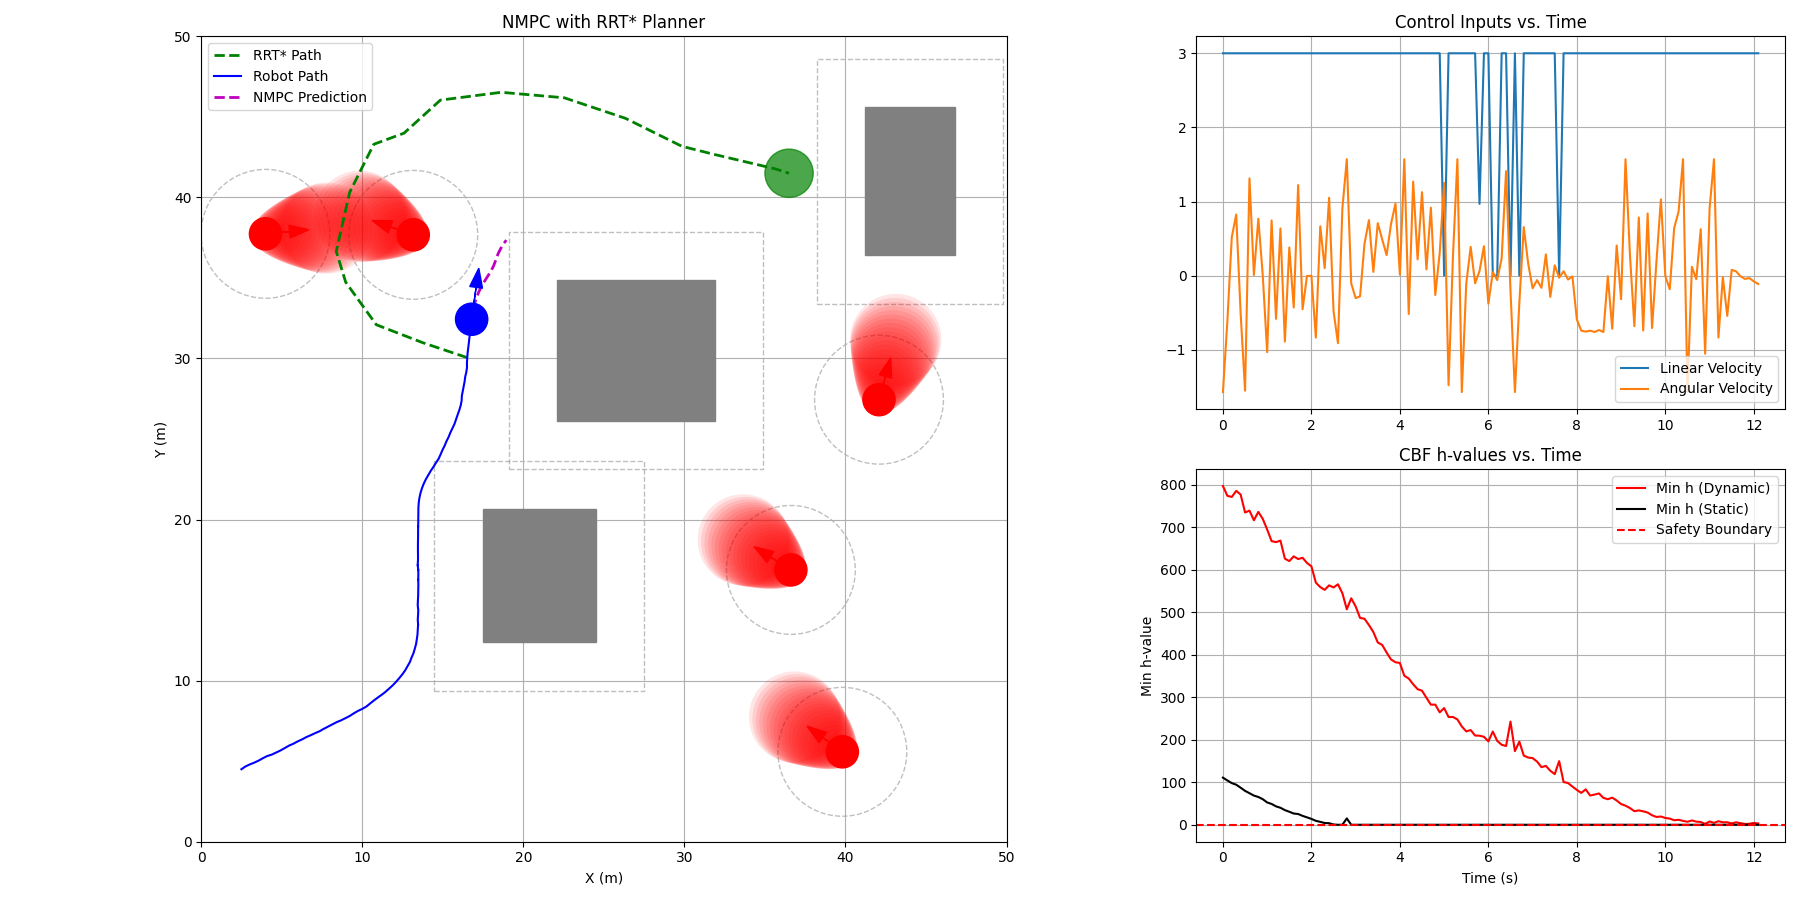 NMPC with RRT* Planner
RRT* Path
Robot Path
NMPC Prediction
50
40
30
20
10
0
Y (m)
0 10 20 30 40 50
X (m)
Control Inputs vs. Time
3
2
1
0
−1
Linear Velocity
Angular Velocity
0 2 4 6 8 10 12
CBF h-values vs. Time
800
700
600
500
400
300
200
100
0
Min h-value
Min h (Dynamic)
Min h (Static)
Safety Boundary
0 2 4 6 8 10 12
Time (s)